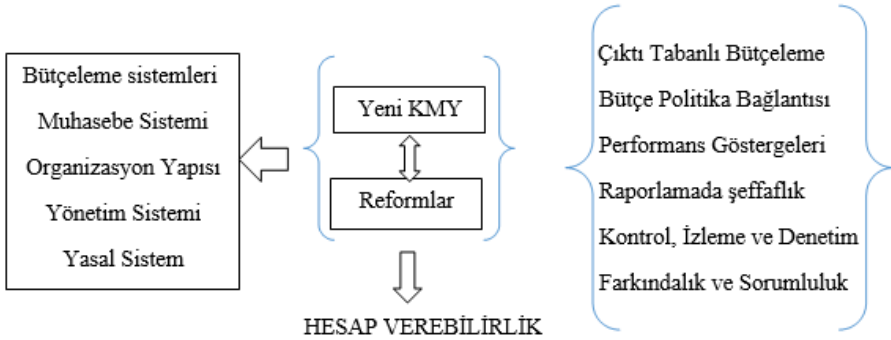 Bütçeleme sistemleri
Muhasebe Sistemi
Organizasyon Yapısı
Yönetim Sistemi
Yasal Sistem
Yeni KMY
Reformlar
HESAP VEREBİLİRLİK
Çıktı Tabanlı Bütçeleme
Bütçe Politika Bağlantısı
Performans Göstergeleri
Raporlamada şeffaflık
Kontrol, İzleme ve Denetim
Farkındalık ve Sorumluluk